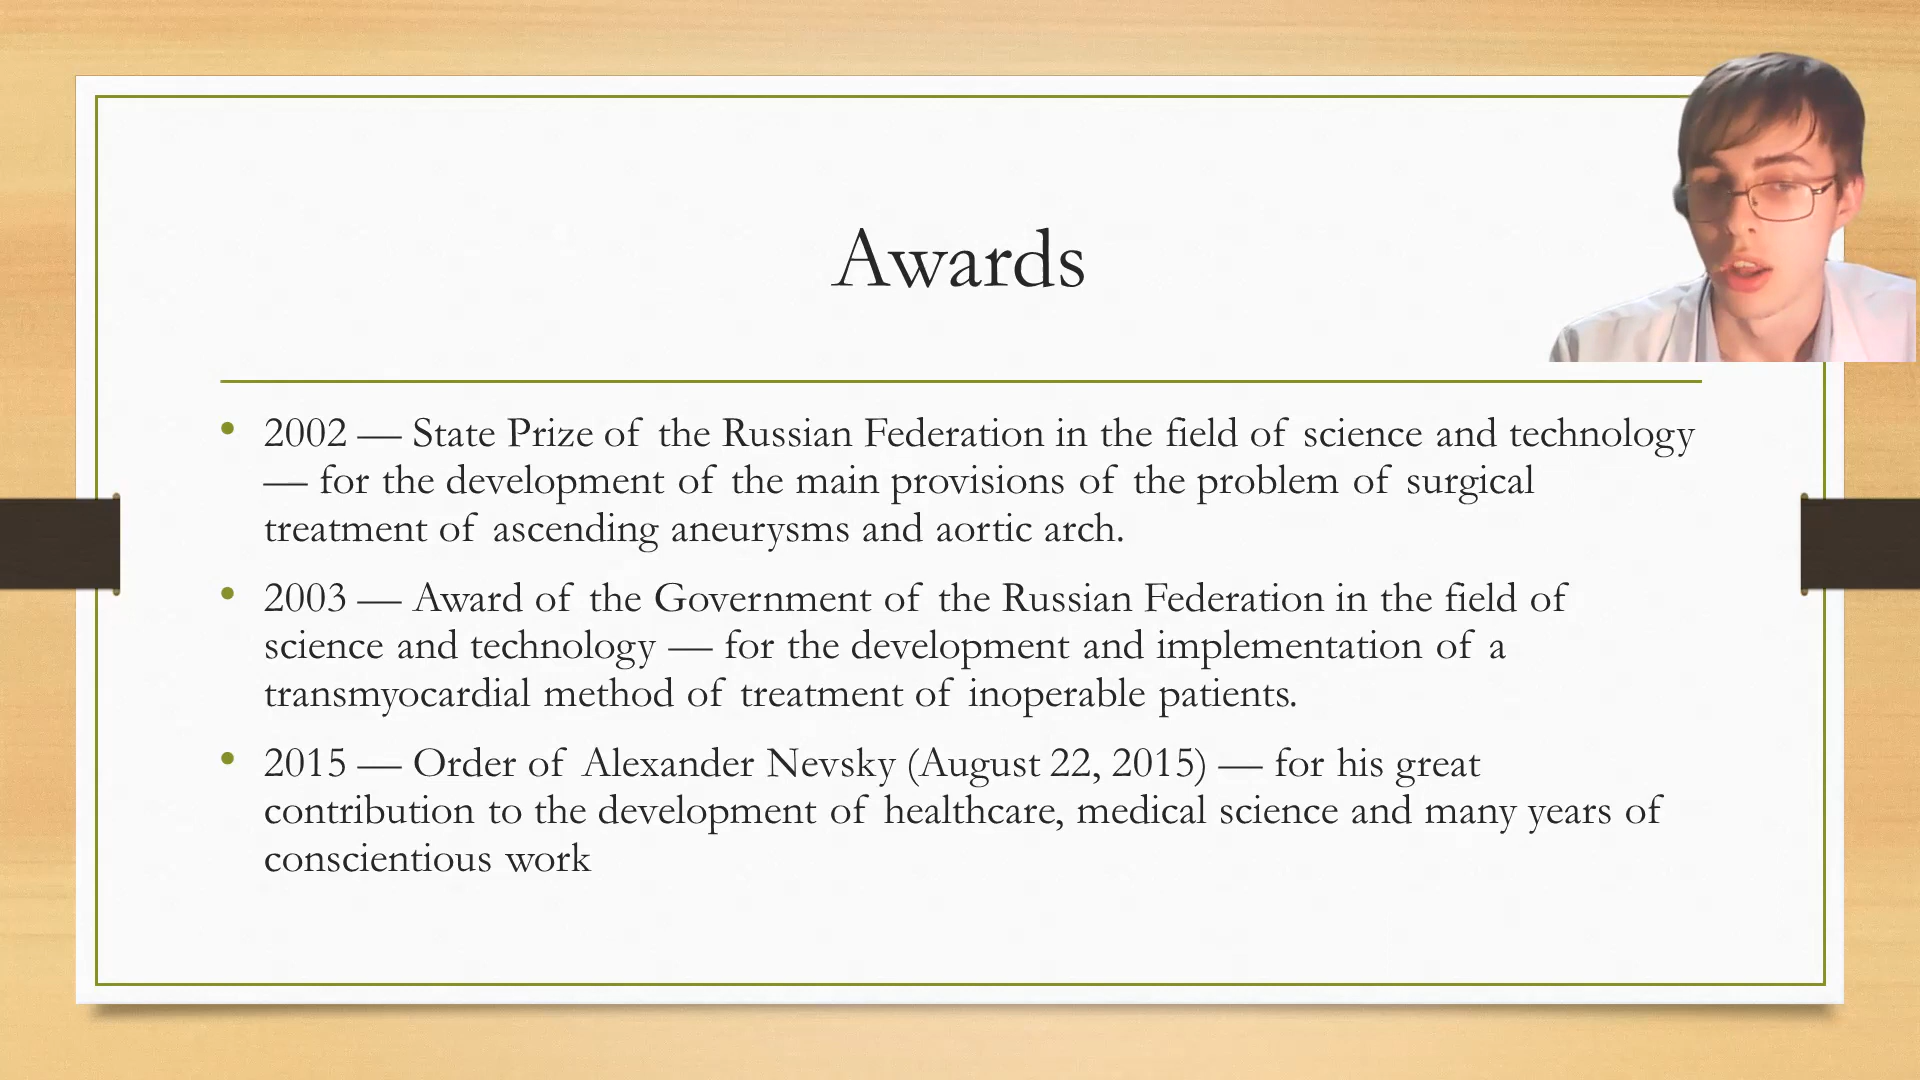 Awards
• 2002 — State Prize of the Russian Federation in the field of science and technology
— for the development of the main provisions of the problem of surgical
treatment of ascending aneurysms and aortic arch.
• 2003 — Award of the Government of the Russian Federation in the field of
science and technology — for the development and implementation of a
transmyocardial method of treatment of inoperable patients.
• 2015 — Order of Alexander Nevsky (August 22, 2015) — for his great
contribution to the development of healthcare, medical science and many years of
conscientious work